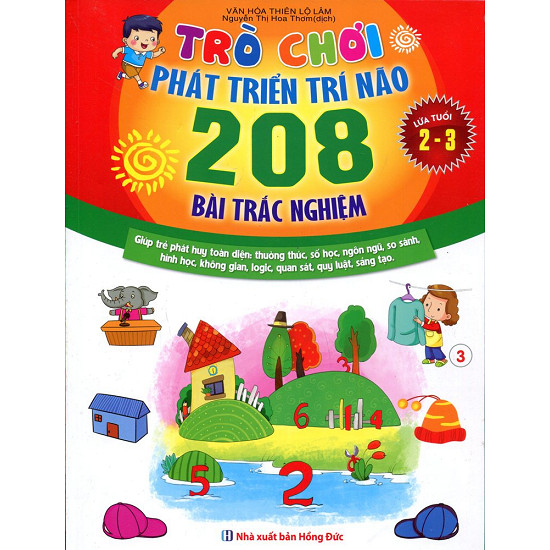 VĂN HÓA THIÊN LỘ LÂM
Nguyễn Thị Hoa Thơm(dịch)
TRÒ CHƠI
PHÁT TRIỂN TRÍ NÃO
LỨA TUỔI
2 - 3
208
BÀI TRẮC NGHIỆM
Giúp trẻ phát huy toàn diện: thường thức, số học, ngôn ngữ, so sánh,
hình học, không gian, logic, quan sát, quy luật, sáng tạo.
3
6
1
4
5
2
Nhà xuất bản Hồng Đức